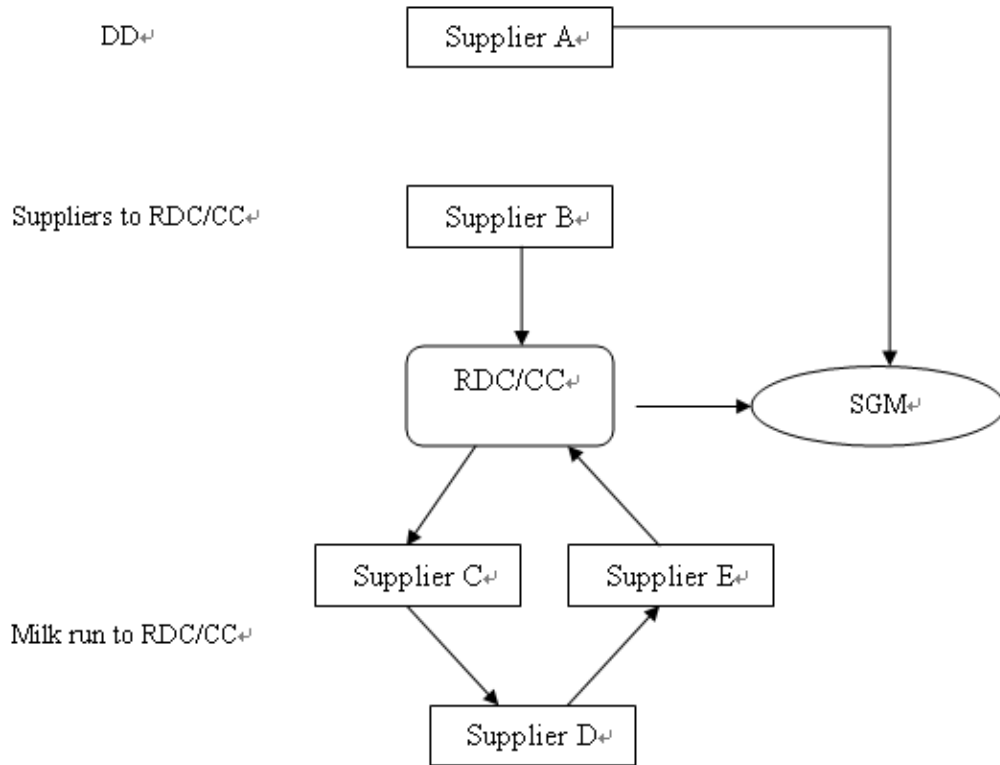 DD↵
Supplier A↵
Suppliers to RDC/CC↵
Supplier B↵
RDC/CC↵
SGM↵
Supplier C↵
Supplier E↵
Milk run to RDC/CC↵
Supplier D↵